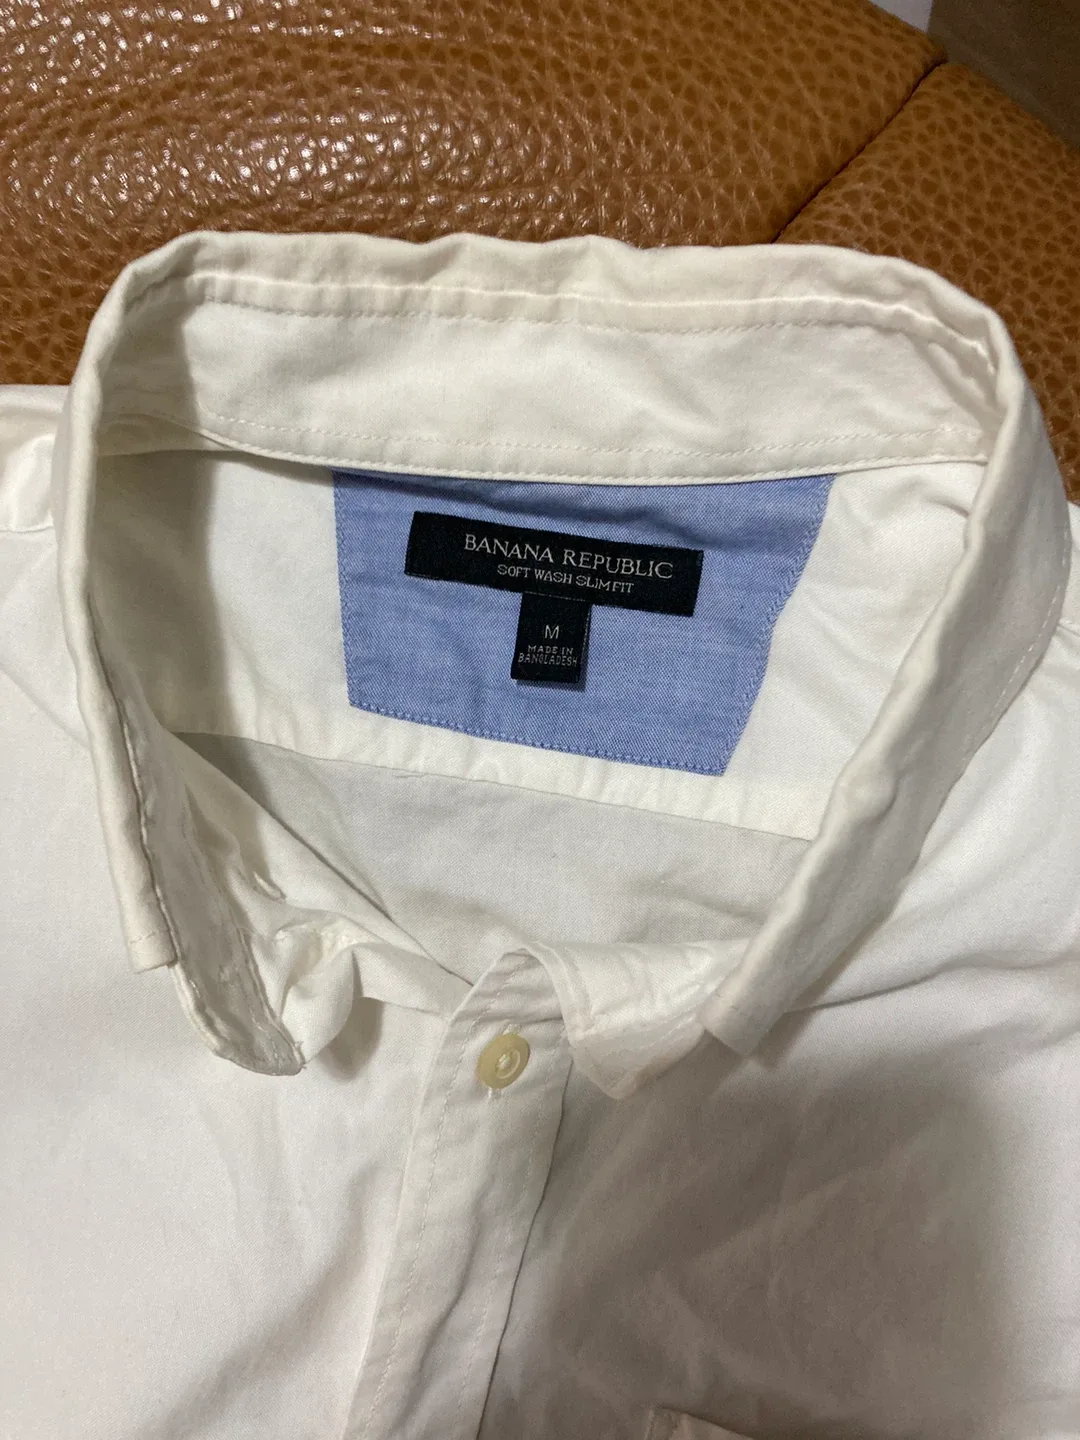 BANANA REPUBLIC
SOFT WASH SLIM FIT
M
MADE IN
BANGLADESH